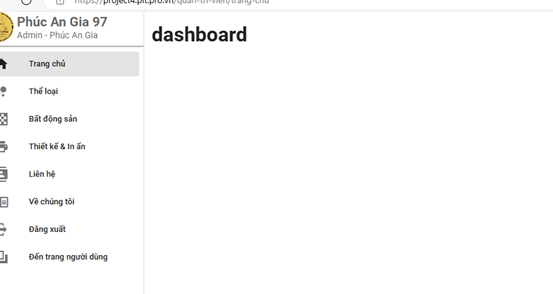 https://project4.pit.pro.vn/quan-tri-vien/trang-chu
Phúc An Gia 97
Admin - Phúc An Gia
dashboard
Trang chủ
Thể loại
Bất động sản
Thiết kế & In ấn
Liên hệ
Về chúng tôi
Đăng xuất
Đến trang người dùng